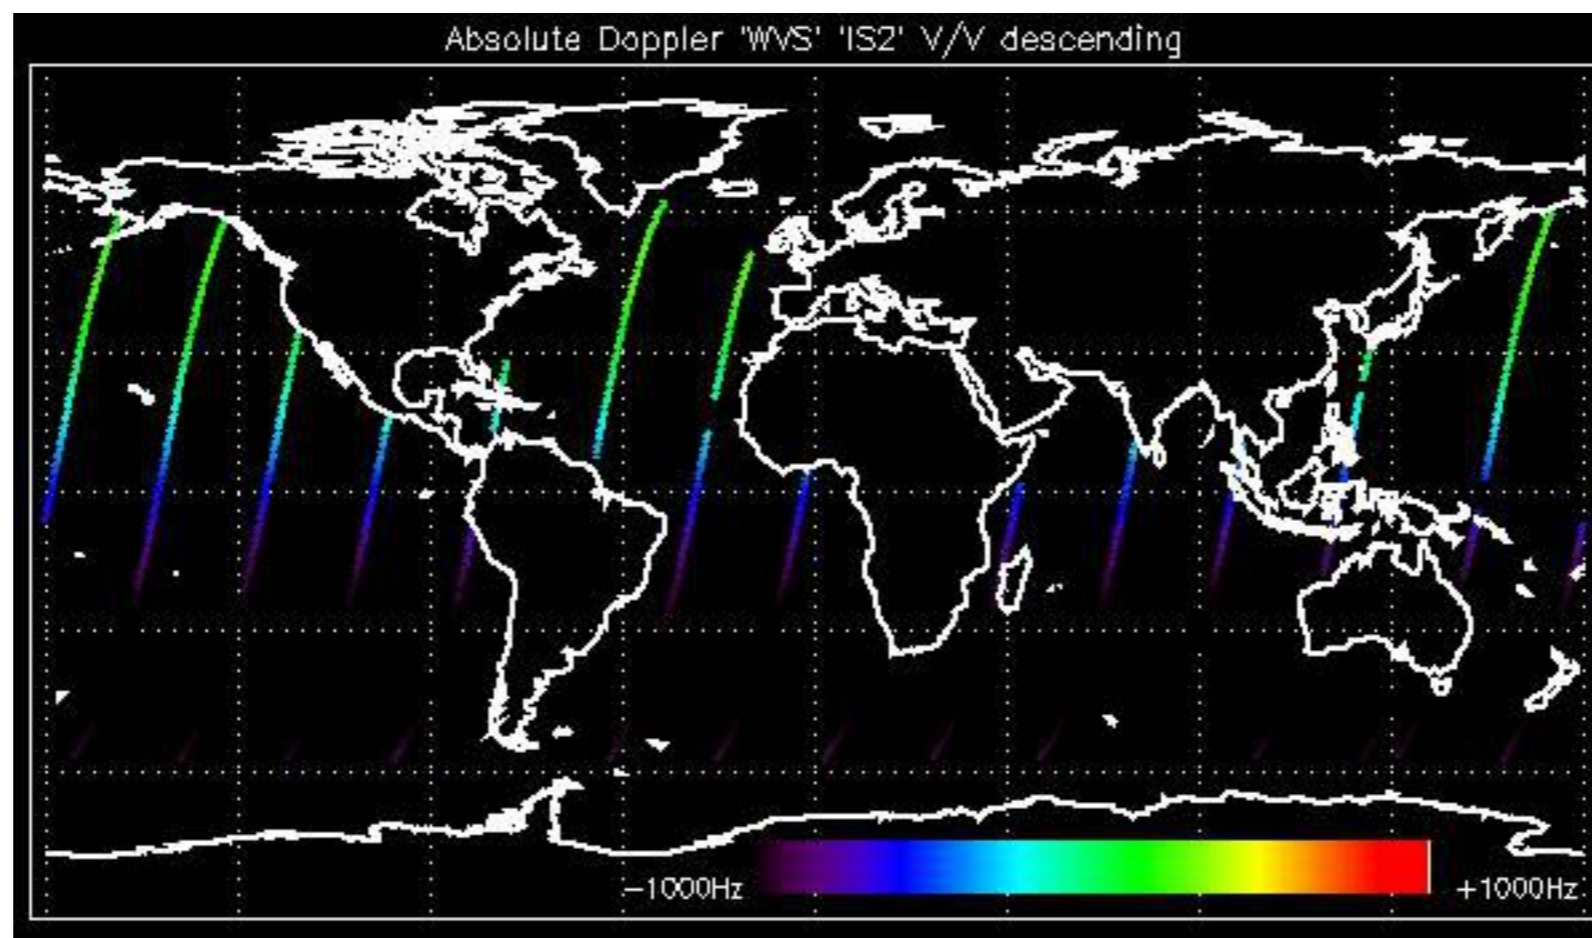 Absolute Doppler 'WVS' 'IS2' V/V descending
-1000Hz +1000Hz